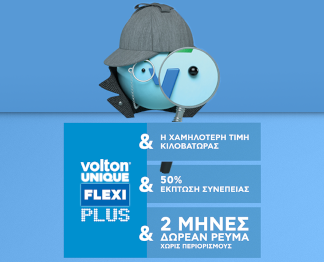 & Η ΧΑΜΗΛΟΤΕΡΗ ΤΙΜΗ
ΚΙΛΟΒΑΤΩΡΑΣ
volton
UNIQUE
FLEXI
PLUS
& 50%
ΕΚΠΤΩΣΗ ΣΥΝΕΠΕΙΑΣ
& 2 ΜΗΝΕΣ
ΔΩΡΕΑΝ ΡΕΥΜΑ
ΧΩΡΙΣ ΠΕΡΙΟΡΙΣΜΟΥΣ